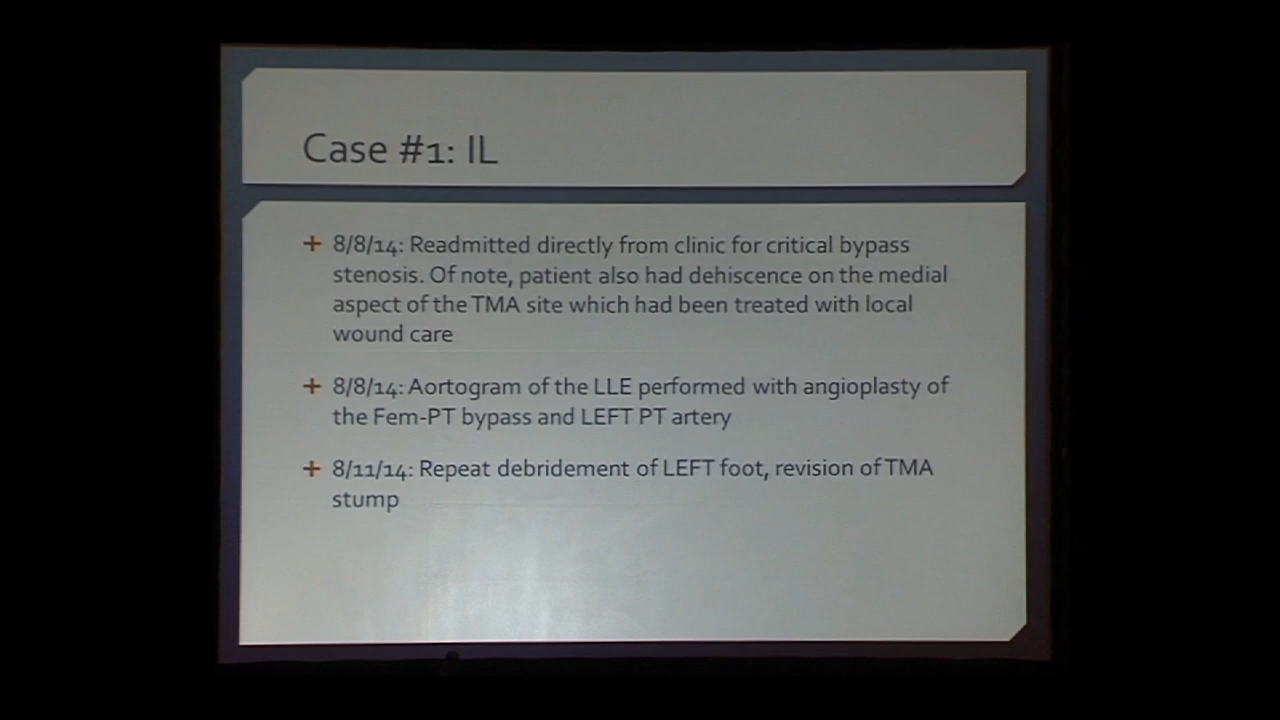 Case #1: IL
+ 8/8/14: Readmitted directly from clinic for critical bypass
stenosis. Of note, patient also had dehiscence on the medial
aspect of the TMA site which had been treated with local
wound care
+ 8/8/14: Aortogram of the LLE performed with angioplasty of
the Fem-PT bypass and LEFT PT artery
+ 8/11/14: Repeat debridement of LEFT foot, revision of TMA
stump